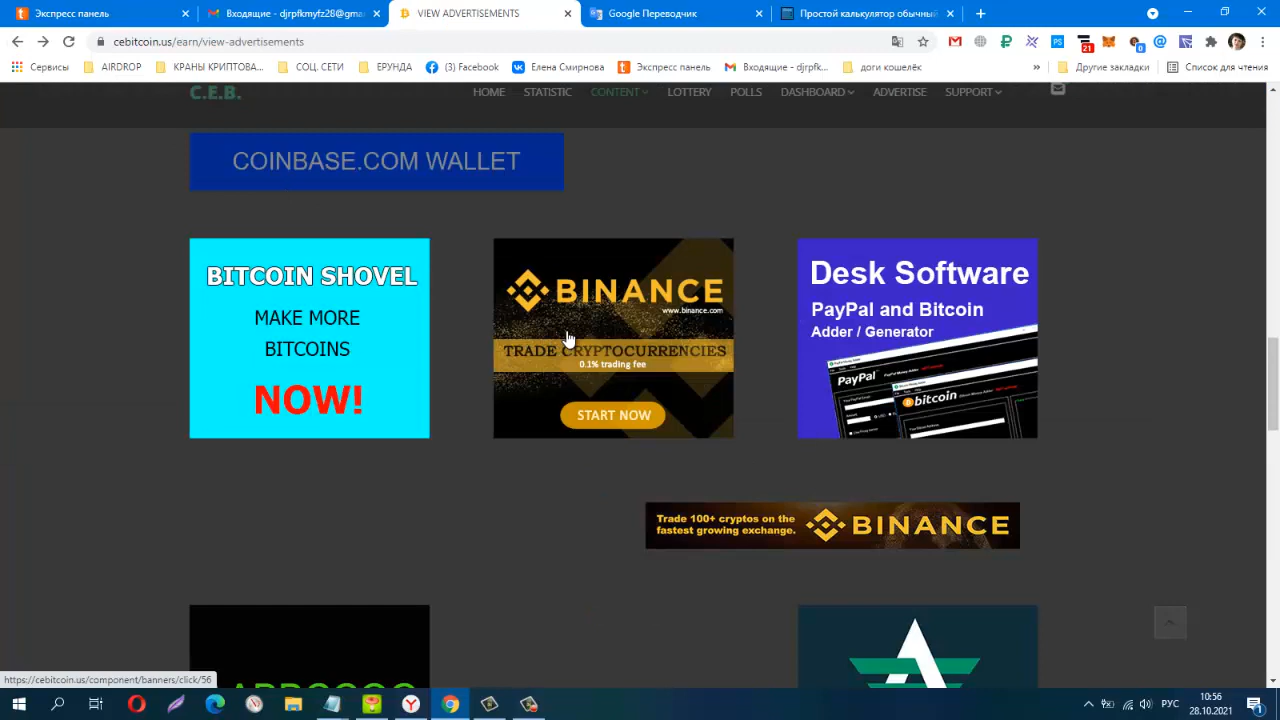 Экспресс панель
Входящие - djrpfkmyfz28@gma
VIEW ADVERTISEMENTS
Google Переводчик
Простой калькулятор обычный
cebitcoin.us/earn/view-advertisements
21
0
Сервисы
AIRDROP
КРАНЫ КРИПТОВА...
СОЦ. СЕТИ
ЕРУНДА
(3) Facebook
Елена Смирнова
Экспресс панель
Входящие - djrpfk...
доги кошелёк
»
Другие закладки
Список для чтения
C.E.B.
HOME
STATISTIC
CONTENT
LOTTERY
POLLS
DASHBOARD
ADVERTISE
SUPPORT
COINBASE.COM WALLET
BITCOIN SHOVEL
MAKE MORE
BITCOINS
NOW!
BINANCE
www.binance.com
TRADE CRYPTOCURRENCIES
0.1% trading fee
START NOW
Desk Software
PayPal and Bitcoin
Adder / Generator
PayPal
bitcoin
Trade 100+ cryptos on the
fastest growing exchange.
BINANCE
https://cebitcoin.us/component/banners/click/56
РУС
10:56
28.10.2021
1